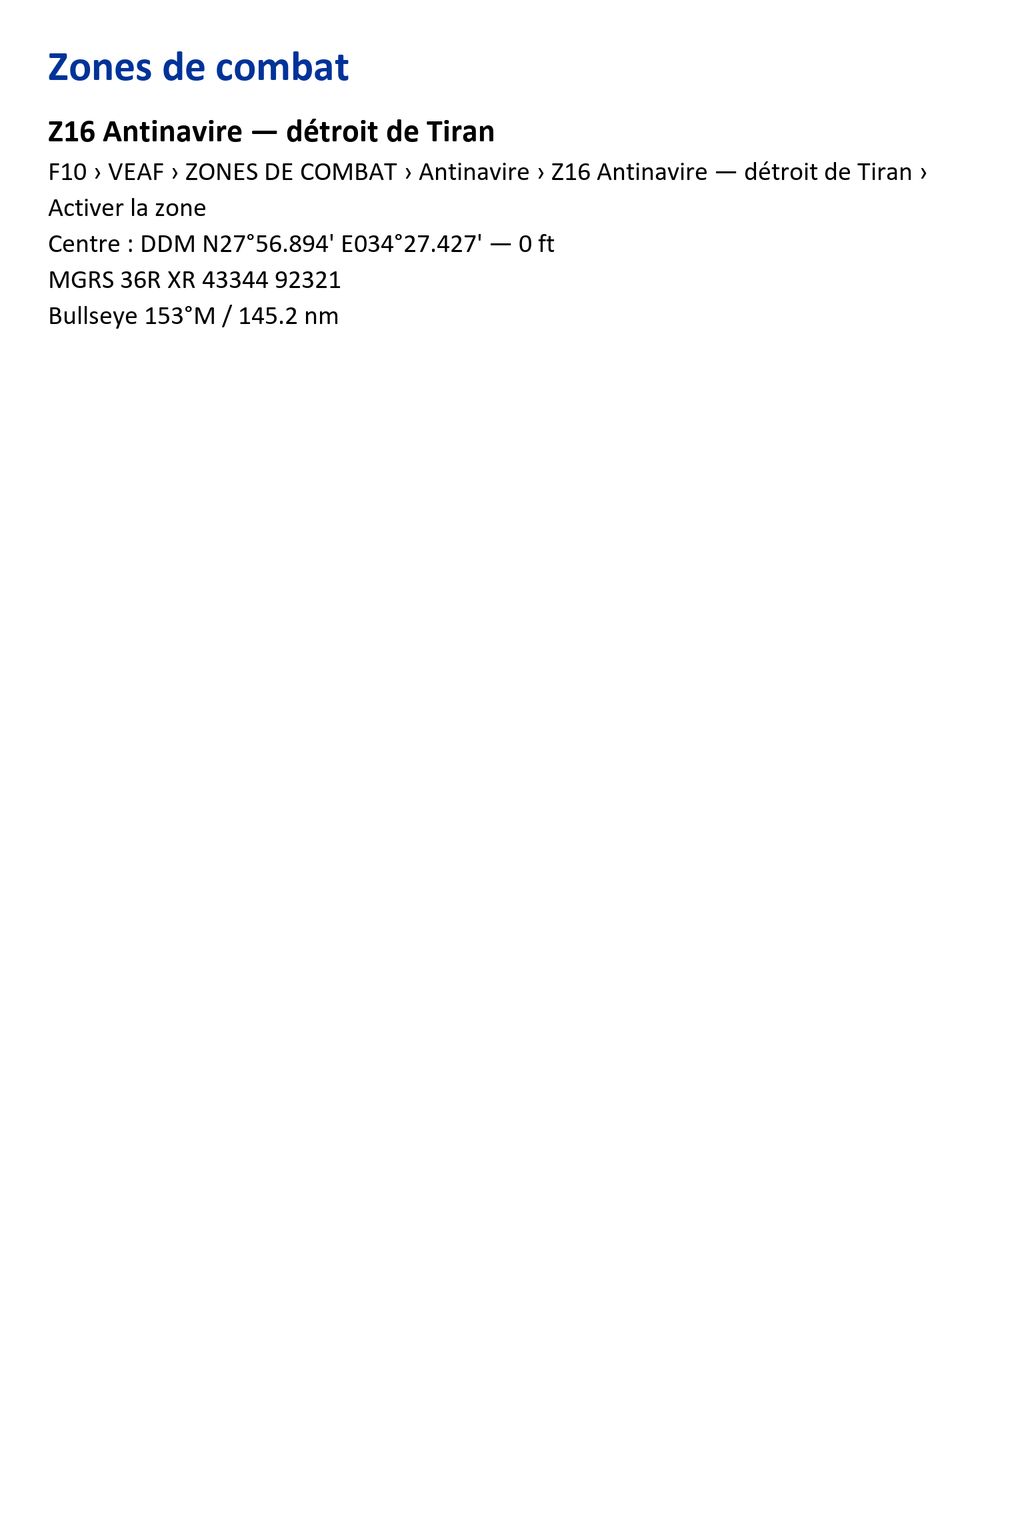 Zones de combat
Z16 Antinavire — détroit de Tiran
F10 › VEAF › ZONES DE COMBAT › Antinavire › Z16 Antinavire — détroit de Tiran ›
Activer la zone
Centre : DDM N27°56.894' E034°27.427' — 0 ft
MGRS 36R XR 43344 92321
Bullseye 153°M / 145.2 nm